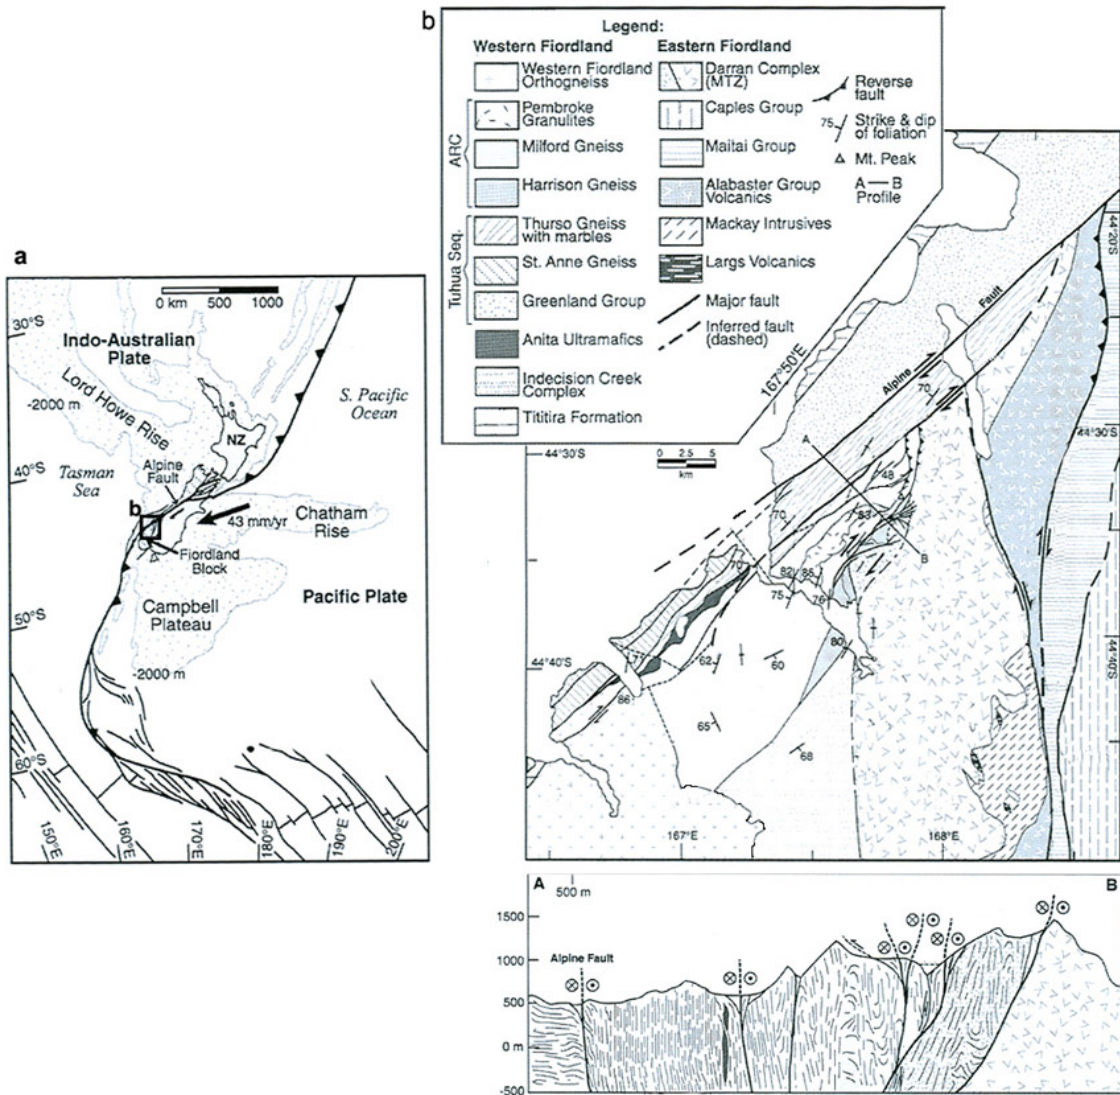 a
0 km 500 1000
30°S
Indo-Australian
Plate
Lord Howe Rise
-2000 m
S. Pacific
Ocean
NZ
40°S
Tasman
Sea
Alpine
Fault
b
43 mm/yr
Chatham
Rise
Fiordland
Block
Campbell
Plateau
Pacific Plate
50°S
-2000 m
60°S
150°E
160°E
170°E
180°E
190°E
200°E
b
Legend:
Western Fiordland
Western Fiordland
Orthogneiss
ARC
Pembroke
Granulites
Milford Gneiss
Harrison Gneiss
Tuhua Seq.
Thurso Gneiss
with marbles
St. Anne Gneiss
Greenland Group
Anita Ultramafics
Indecision Creek
Complex
Tititira Formation
Eastern Fiordland
Darran Complex
(MTZ)
Caples Group
Maitai Group
Alabaster Group
Volcanics
Mackay Intrusives
Largs Volcanics
Major fault
Inferred fault
(dashed)
Reverse
fault
75
Strike & dip
of foliation
Mt. Peak
A — B
Profile
44°20'S
167°50'E
Alpine Fault
70
44°30'S
44°30'S
0 2.5 5
km
A
48
70
83
B
70
82
85
75
76
80
44°40'S
44°40'S
71
62
60
86
65
68
167°E
168°E
A
500 m
B
1500
1000
Alpine Fault
500
0 m
-500